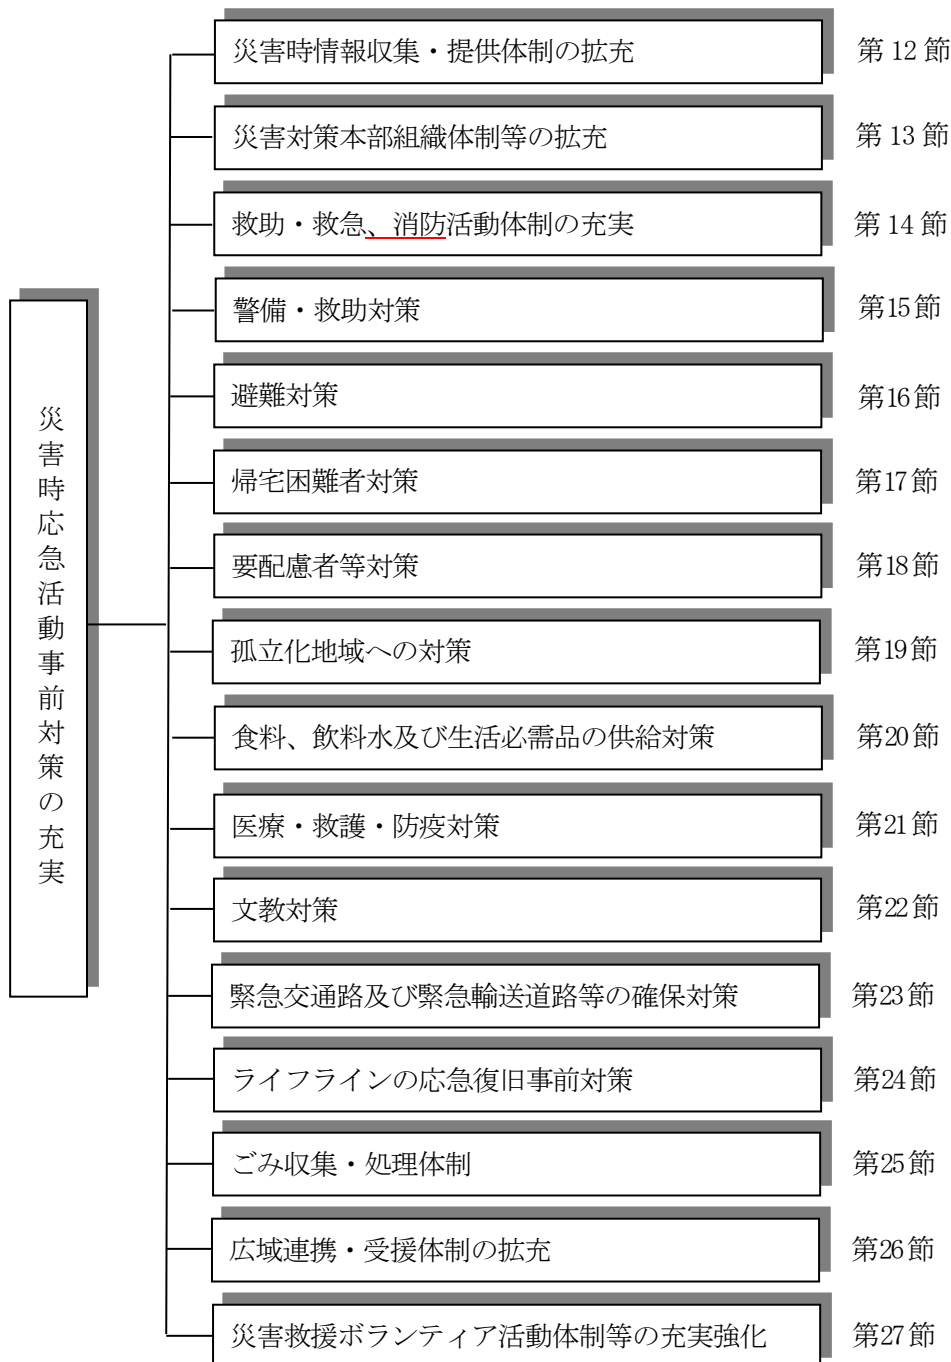 災害時応急活動事前対策の充実
災害時情報収集・提供体制の拡充 第12節
災害対策本部組織体制等の拡充 第13節
救助・救急、消防活動体制の充実 第14節
警備・救助対策 第15節
避難対策 第16節
帰宅困難者対策 第17節
要配慮者等対策 第18節
孤立化地域への対策 第19節
食料、飲料水及び生活必需品の供給対策 第20節
医療・救護・防疫対策 第21節
文教対策 第22節
緊急交通路及び緊急輸送道路等の確保対策 第23節
ライフラインの応急復旧事前対策 第24節
ごみ収集・処理体制 第25節
広域連携・受援体制の拡充 第26節
災害救援ボランティア活動体制等の充実強化 第27節